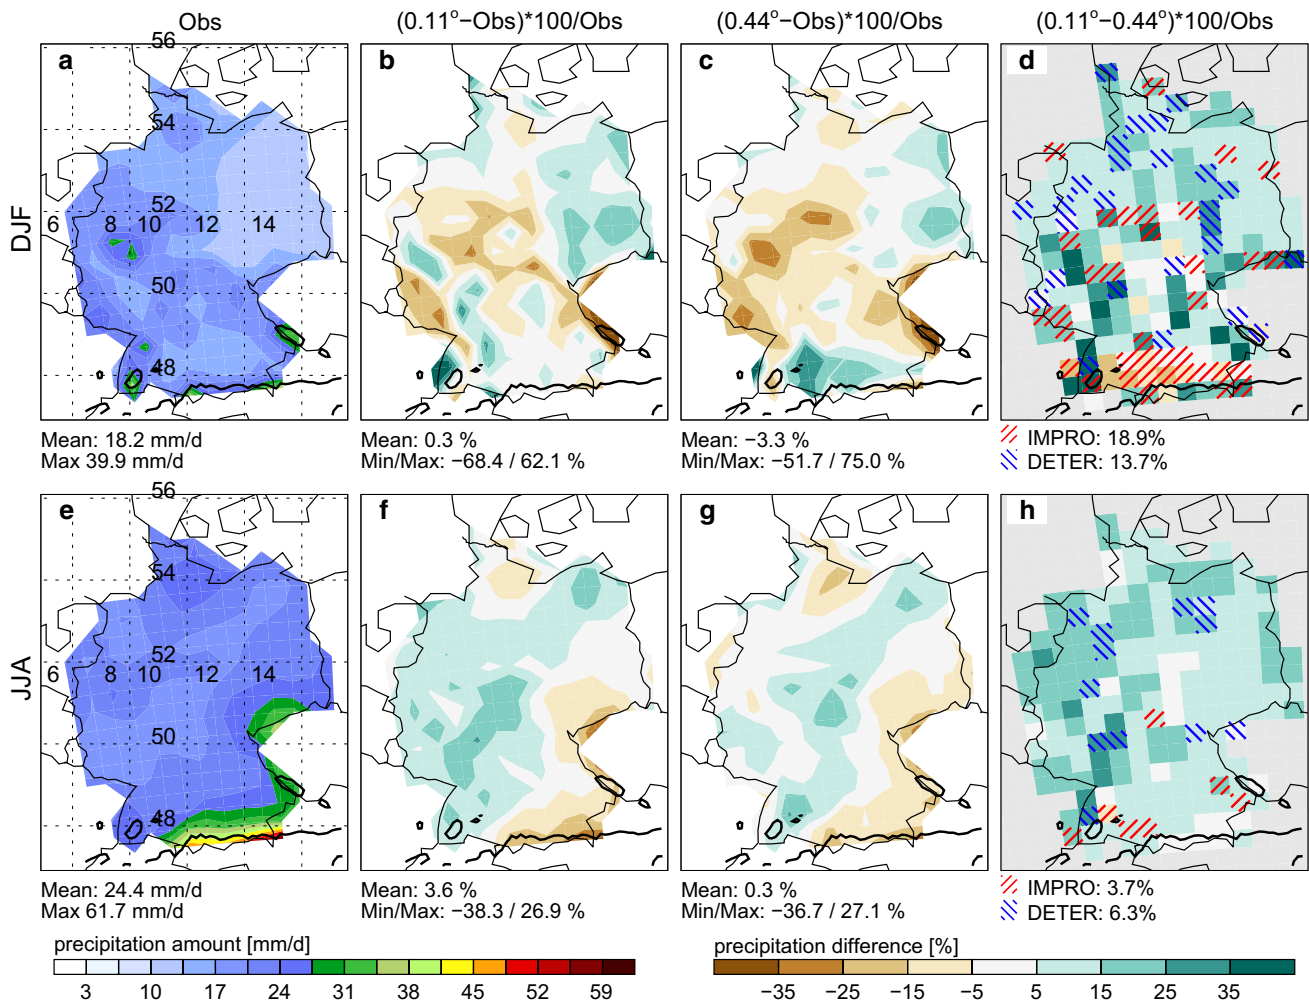 Obs
(0.11°−Obs)*100/Obs
(0.44°−Obs)*100/Obs
(0.11°−0.44°)*100/Obs
DJF
a
56
54
52
6 8 10 12 14
50
48
b
c
d
Mean: 18.2 mm/d
Max 39.9 mm/d
Mean: 0.3 %
Min/Max: −68.4 / 62.1 %
Mean: −3.3 %
Min/Max: −51.7 / 75.0 %
IMPRO: 18.9%
DETER: 13.7%
JJA
e
56
54
52
6 8 10 12 14
50
48
f
g
h
Mean: 24.4 mm/d
Max 61.7 mm/d
Mean: 3.6 %
Min/Max: −38.3 / 26.9 %
Mean: 0.3 %
Min/Max: −36.7 / 27.1 %
IMPRO: 3.7%
DETER: 6.3%
precipitation amount [mm/d]
3 10 17 24 31 38 45 52 59
precipitation difference [%]
−35 −25 −15 −5 5 15 25 35